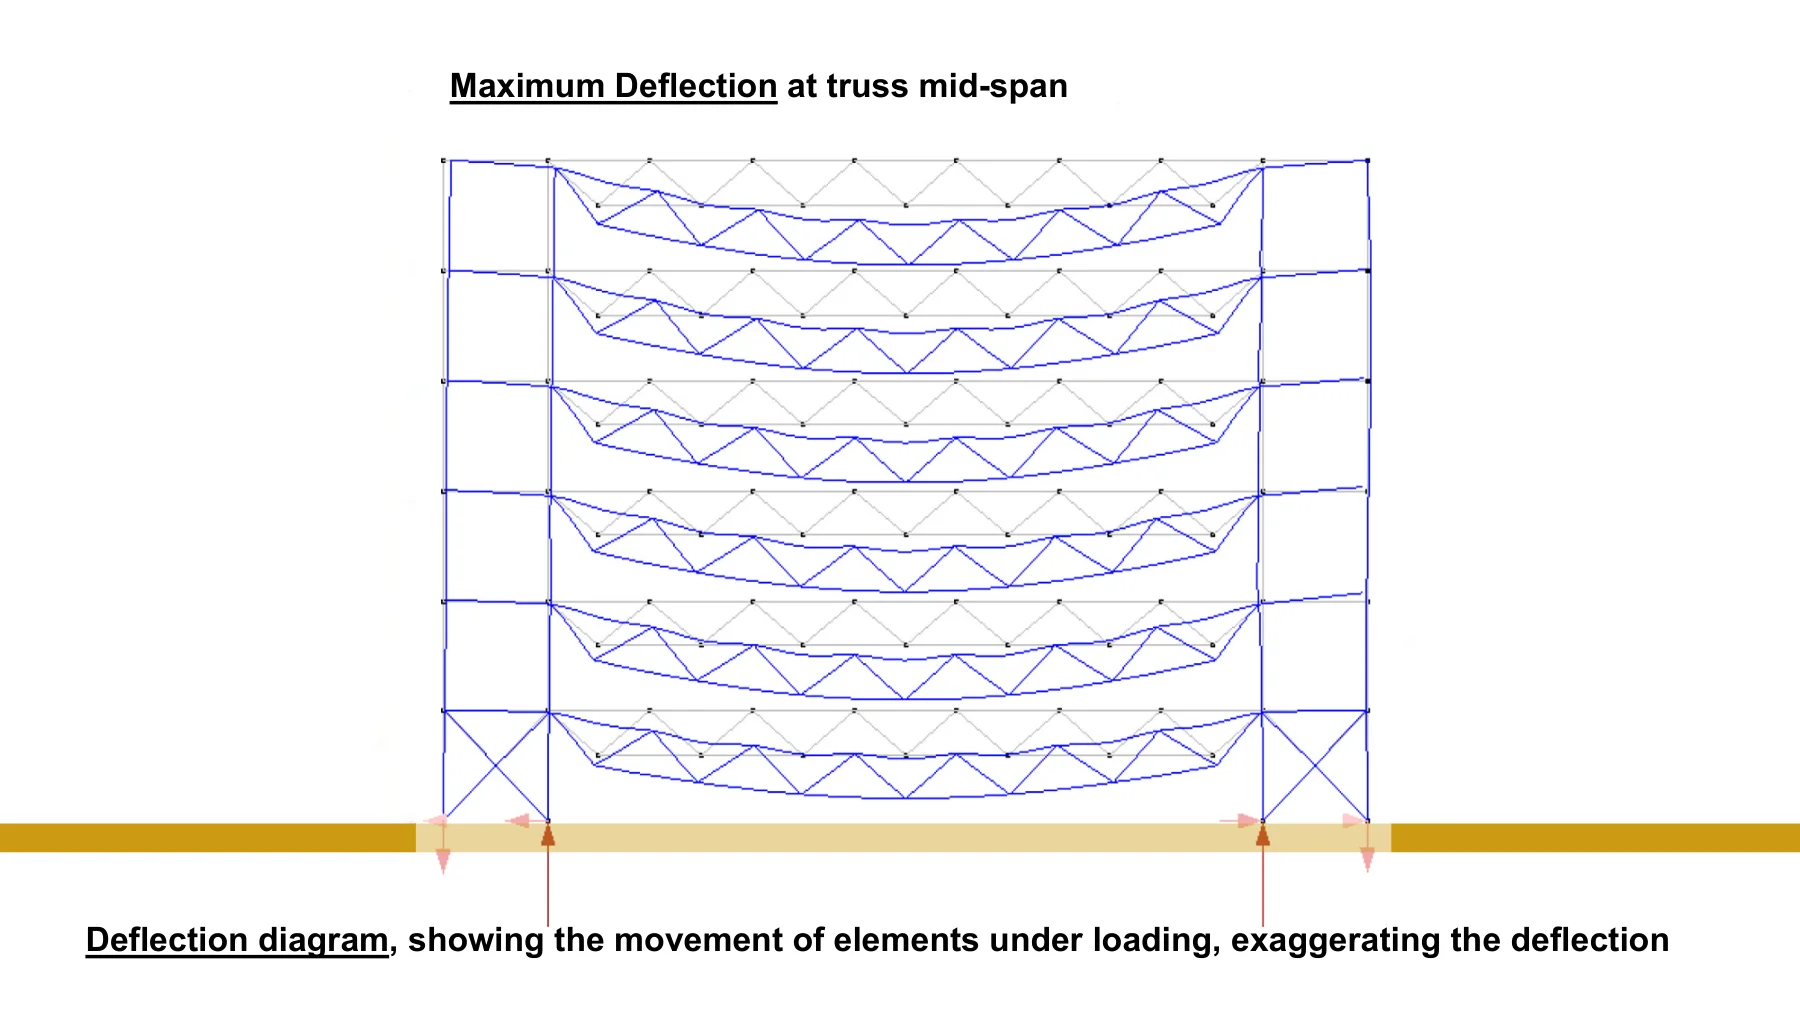 Maximum Deflection at truss mid-span
Deflection diagram, showing the movement of elements under loading, exaggerating the deflection